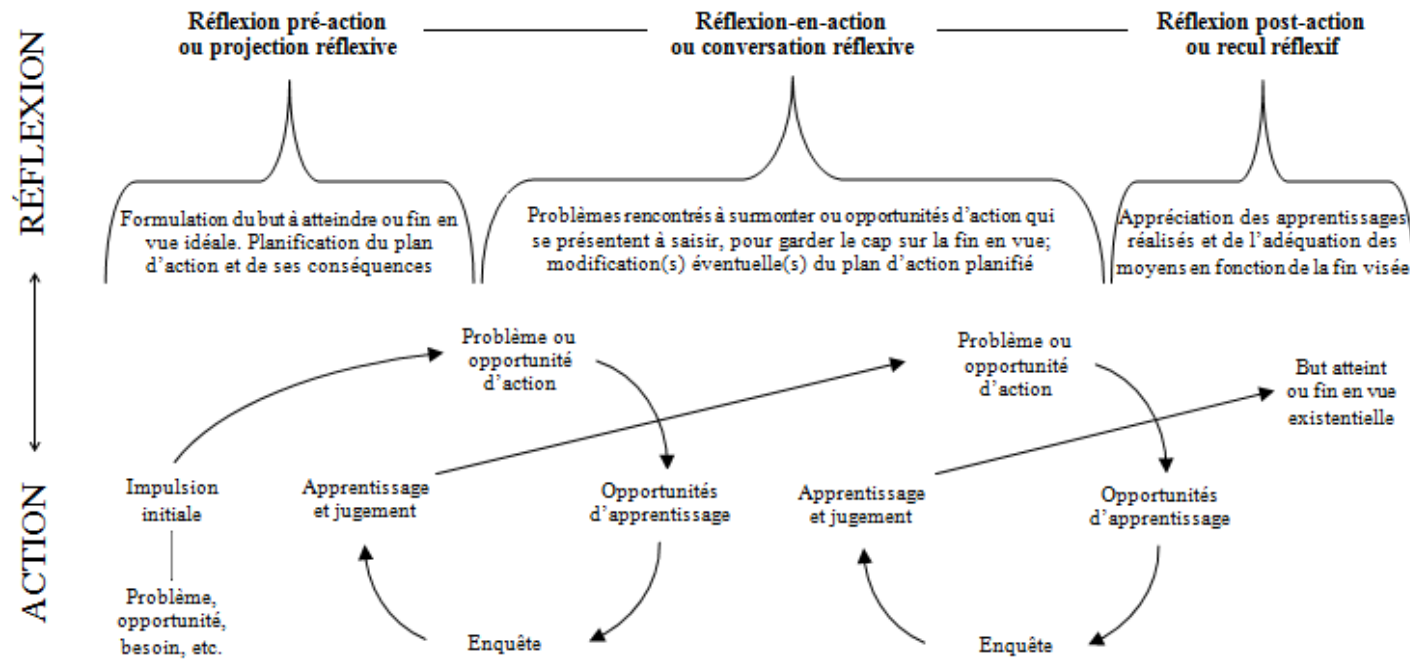 RÉFLEXION
Réflexion pré-action
ou projection réflexive
Réflexion-en-action
ou conversation réflexive
Réflexion post-action
ou recul réflexif
Formulation du but à atteindre ou fin en
vue idéale. Planification du plan
d’action et de ses conséquences
Problèmes rencontrés à surmonter ou opportunités d’action qui
se présentent à saisir, pour garder le cap sur la fin en vue;
modification(s) éventuelle(s) du plan d’action planifié
Appréciation des apprentissages
réalisés et de l’adéquation des
moyens en fonction de la fin visée
ACTION
Problème ou
opportunité
d’action
Problème ou
opportunité
d’action
But atteint
ou fin en vue
existentielle
Impulsion
initiale
Apprentissage
et jugement
Opportunités
d’apprentissage
Apprentissage
et jugement
Opportunités
d’apprentissage
Problème,
opportunité,
besoin, etc.
Enquête
Enquête